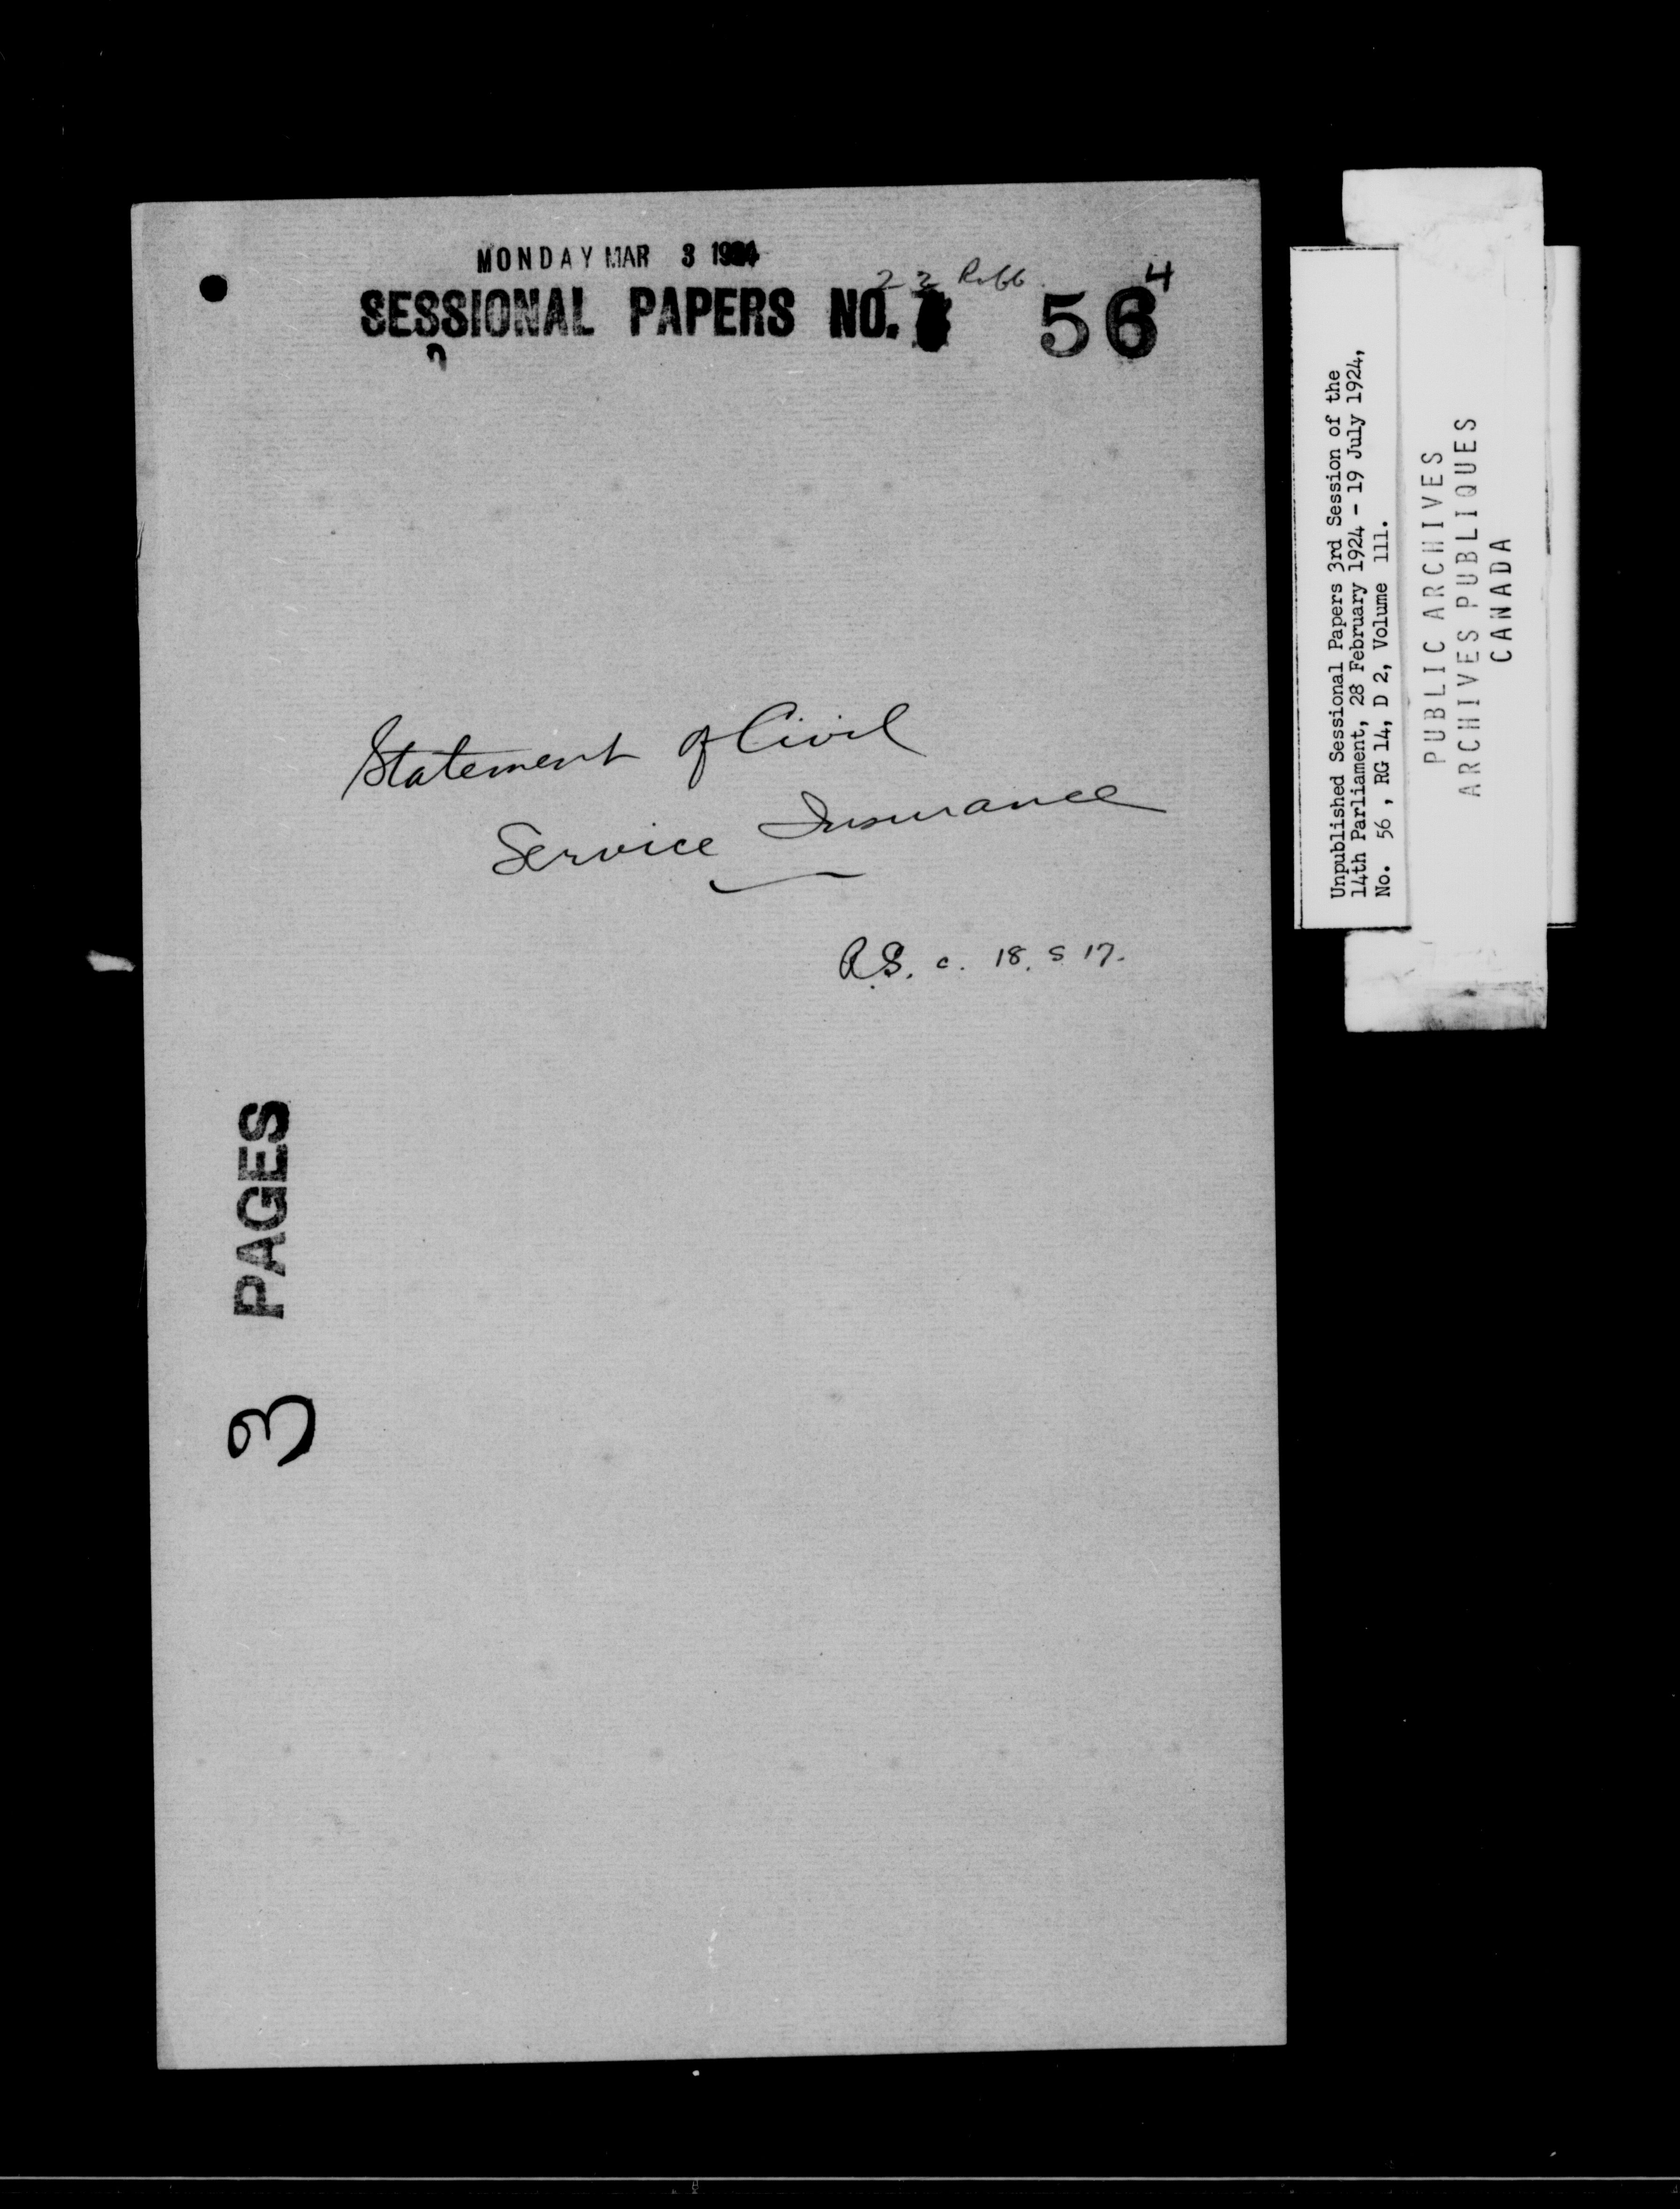 MONDAY MAR 3 1924
SESSIONAL PAPERS NO. 56
4
Statement of Civil
Service Insurance
R.S. c. 18. S 17.
3 PAGES
Unpublished Sessional Papers 3rd Session of the
14th Parliament, 28 February 1924 - 19 July 1924,
No. 56 , RG 14, D 2, Volume 111.
PUBLIC ARCHIVES
ARCHIVES PUBLIQUES
CANADA